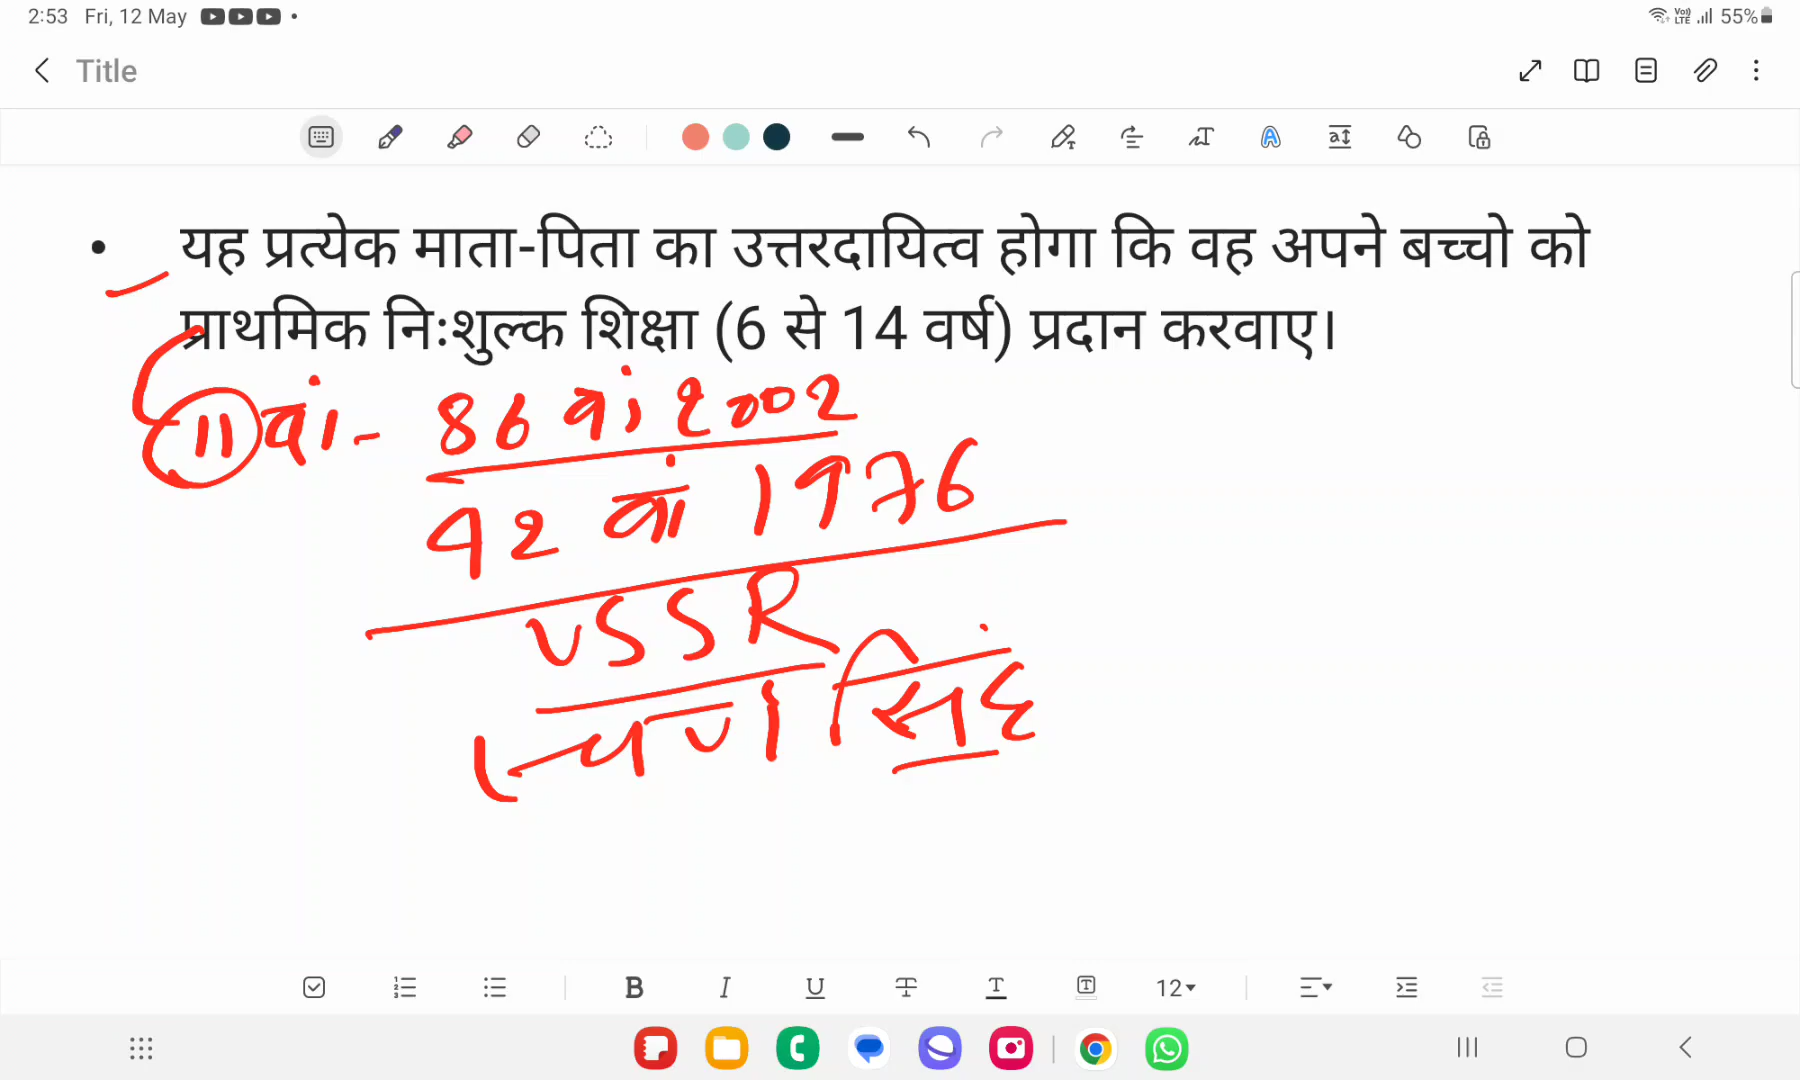 2:53 Fri, 12 May
55%
Title
• यह प्रत्येक माता-पिता का उत्तरदायित्व होगा कि वह अपने बच्चो को
प्राथमिक निःशुल्क शिक्षा (6 से 14 वर्ष) प्रदान करवाए।
11 वां - 86 वां 2002
42 वां 1976
USSR
सिंह
12